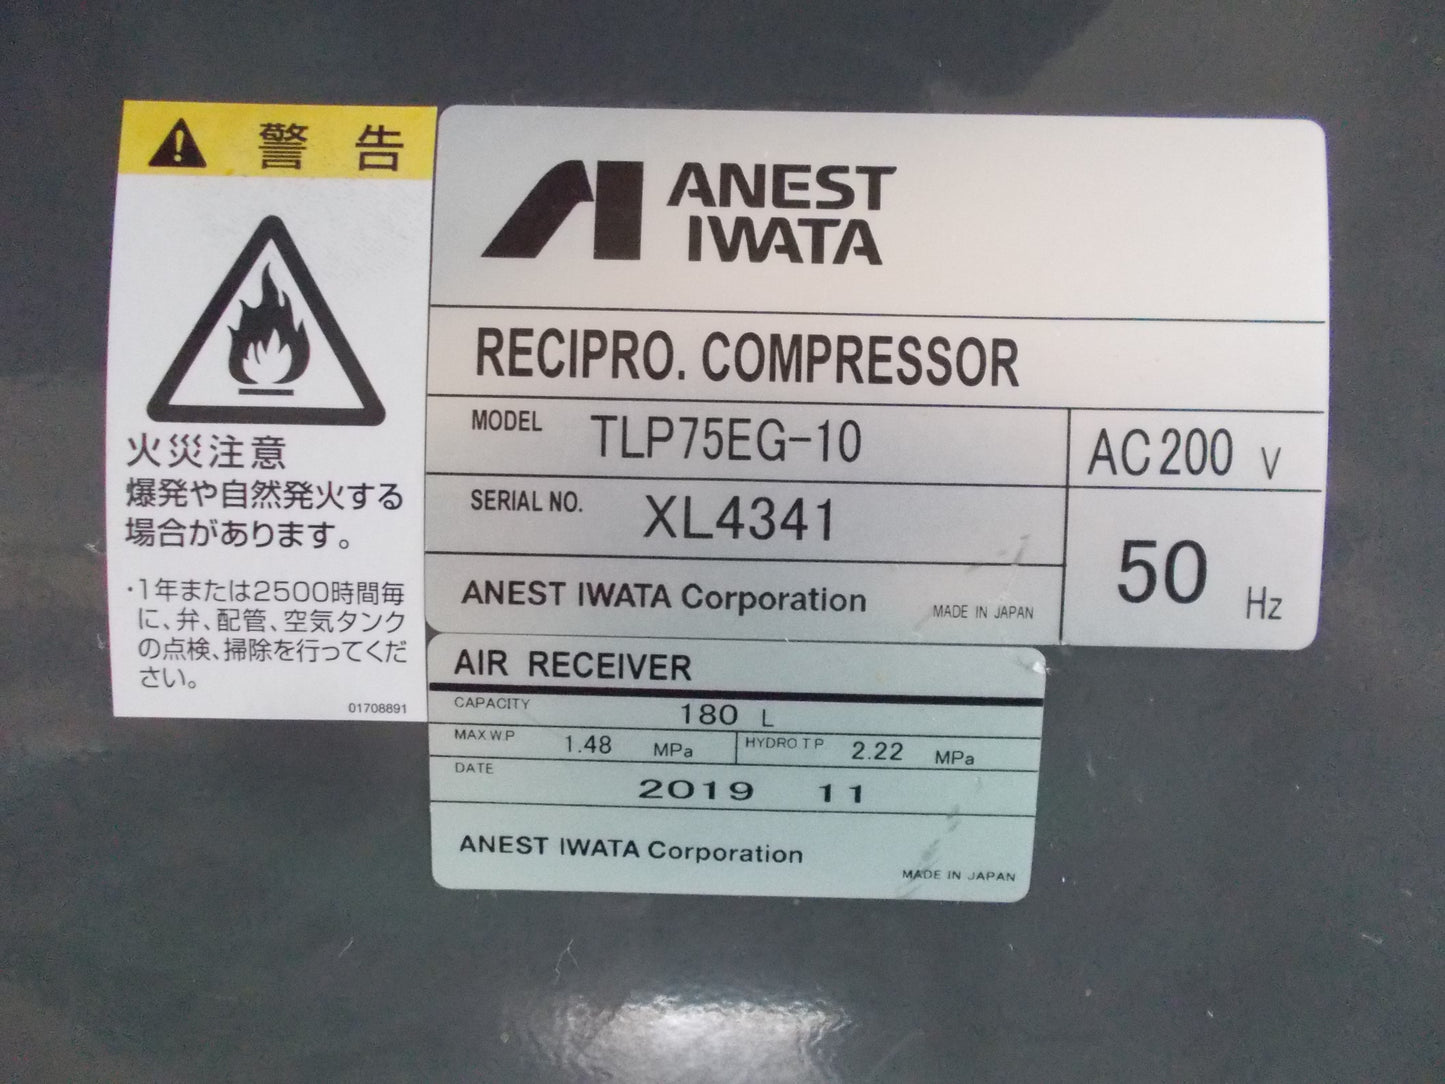 警告
火災注意
爆発や自然発火する
場合があります。
・1年または2500時間毎
に、弁、配管、空気タンク
の点検、掃除を行ってくだ
さい。
01708891
ANEST
IWATA
RECIPRO. COMPRESSOR
MODEL TLP75EG-10 AC 200 V
SERIAL NO. XL4341
50 Hz
ANEST IWATA Corporation MADE IN JAPAN
AIR RECEIVER
CAPACITY 180 L
MAX W P 1.48 MPa HYDRO T P 2.22 MPa
DATE 2019 11
ANEST IWATA Corporation
MADE IN JAPAN